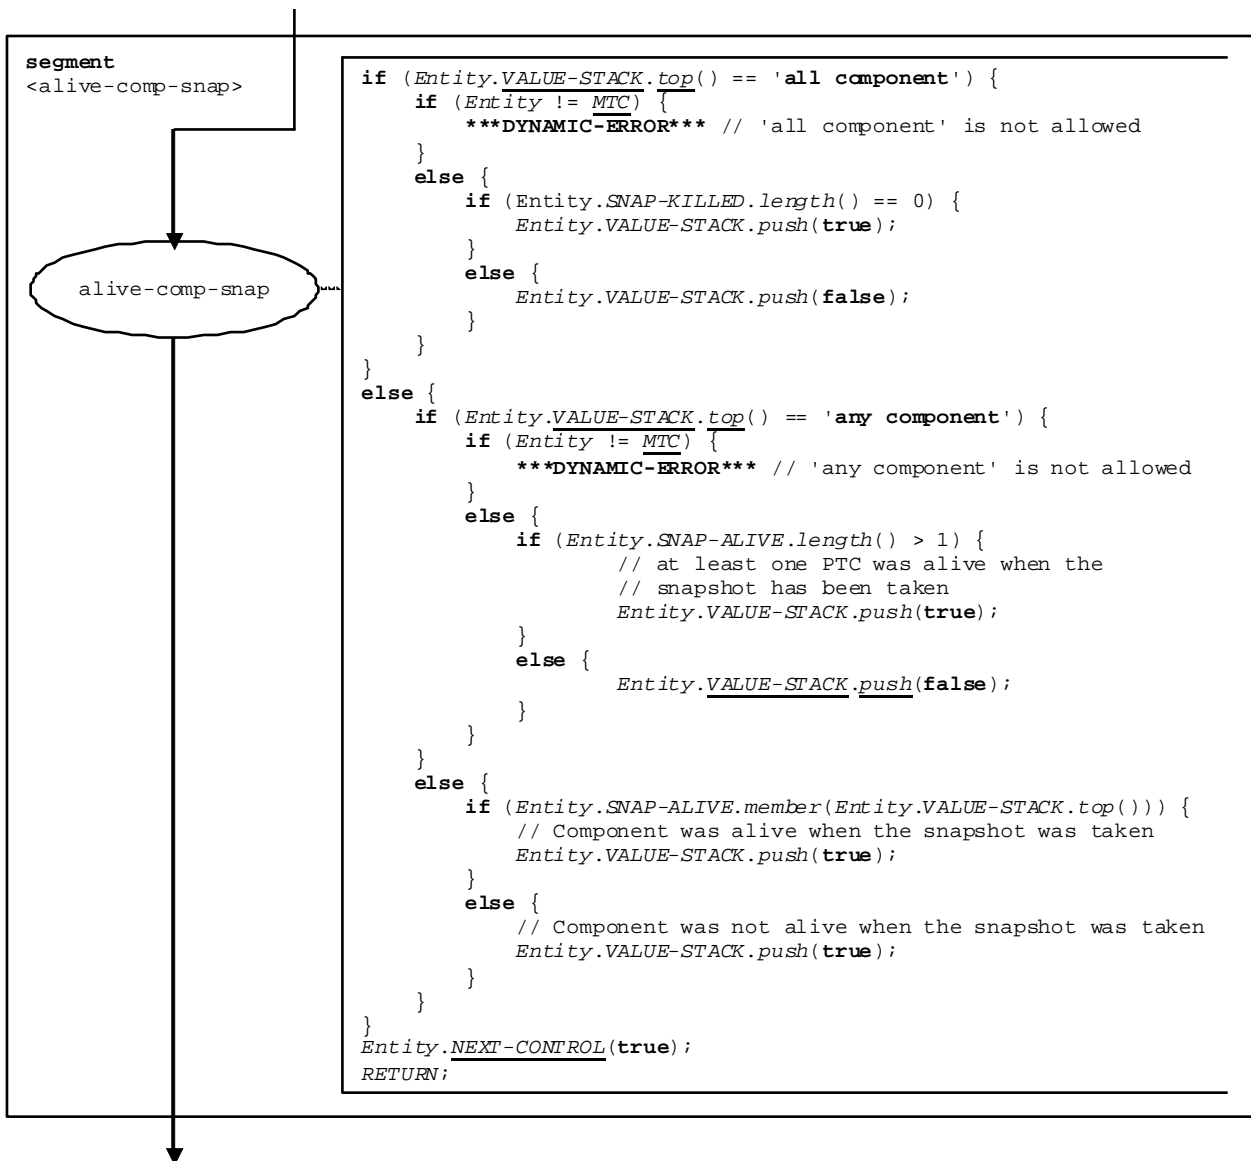 segment
<alive-comp-snap>
alive-comp-snap
if (Entity.VALUE-STACK.top() == 'all component') {
if (Entity != MTC) {
***DYNAMIC-ERROR*** // 'all component' is not allowed
}
else {
if (Entity.SNAP-KILLED.length() == 0) {
Entity.VALUE-STACK.push(true);
}
else {
Entity.VALUE-STACK.push(false);
}
}
}
else {
if (Entity.VALUE-STACK.top() == 'any component') {
if (Entity != MTC) {
***DYNAMIC-ERROR*** // 'any component' is not allowed
}
else {
if (Entity.SNAP-ALIVE.length() > 1) {
// at least one PTC was alive when the
// snapshot has been taken
Entity.VALUE-STACK.push(true);
}
else {
Entity.VALUE-STACK.push(false);
}
}
}
else {
if (Entity.SNAP-ALIVE.member(Entity.VALUE-STACK.top())) {
// Component was alive when the snapshot was taken
Entity.VALUE-STACK.push(true);
}
else {
// Component was not alive when the snapshot was taken
Entity.VALUE-STACK.push(true);
}
}
}
Entity.NEXT-CONTROL(true);
RETURN;